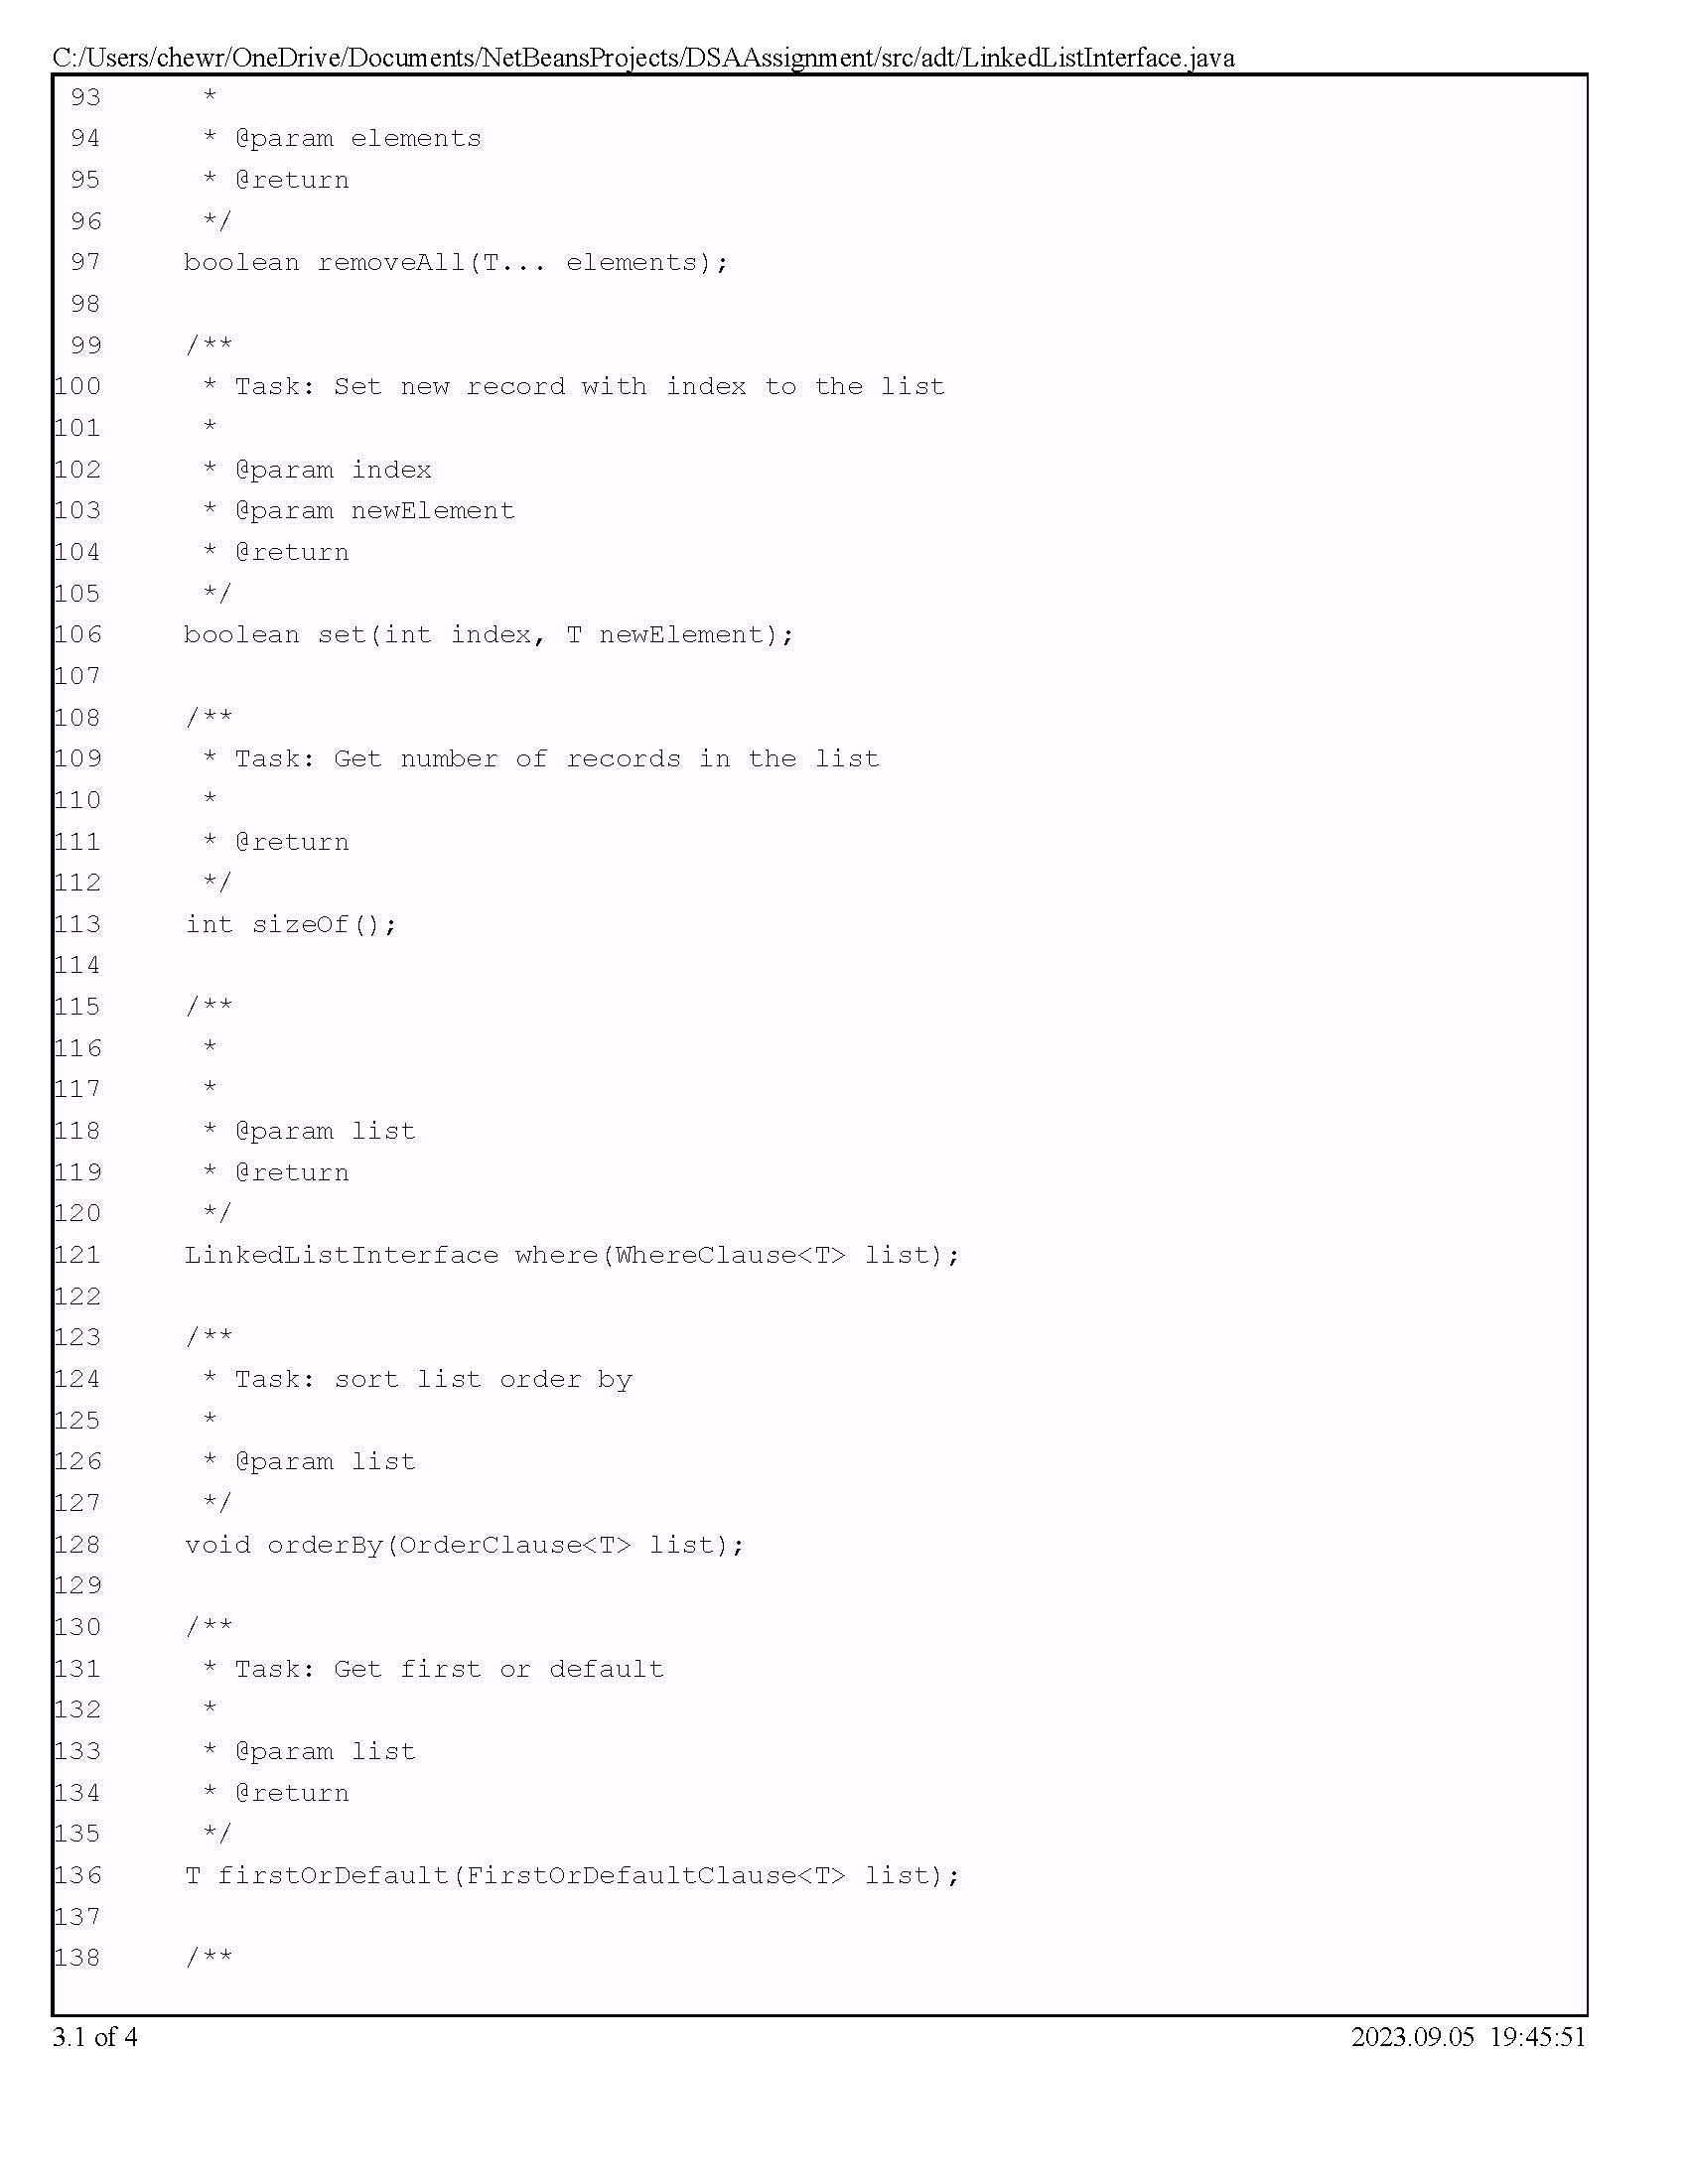 C:/Users/chewr/OneDrive/Documents/NetBeansProjects/DSAAssignment/src/adt/LinkedListInterface.java
93      *
94      * @param elements
95      * @return
96      */
97     boolean removeAll(T... elements);
98
99     /**
100      * Task: Set new record with index to the list
101      *
102      * @param index
103      * @param newElement
104      * @return
105      */
106     boolean set(int index, T newElement);
107
108     /**
109      * Task: Get number of records in the list
110      *
111      * @return
112      */
113     int sizeOf();
114
115     /**
116      *
117      *
118      * @param list
119      * @return
120      */
121     LinkedListInterface where(WhereClause<T> list);
122
123     /**
124      * Task: sort list order by
125      *
126      * @param list
127      */
128     void orderBy(OrderClause<T> list);
129
130     /**
131      * Task: Get first or default
132      *
133      * @param list
134      * @return
135      */
136     T firstOrDefault(FirstOrDefaultClause<T> list);
137
138     /**
3.1 of 4    2023.09.05 19:45:51